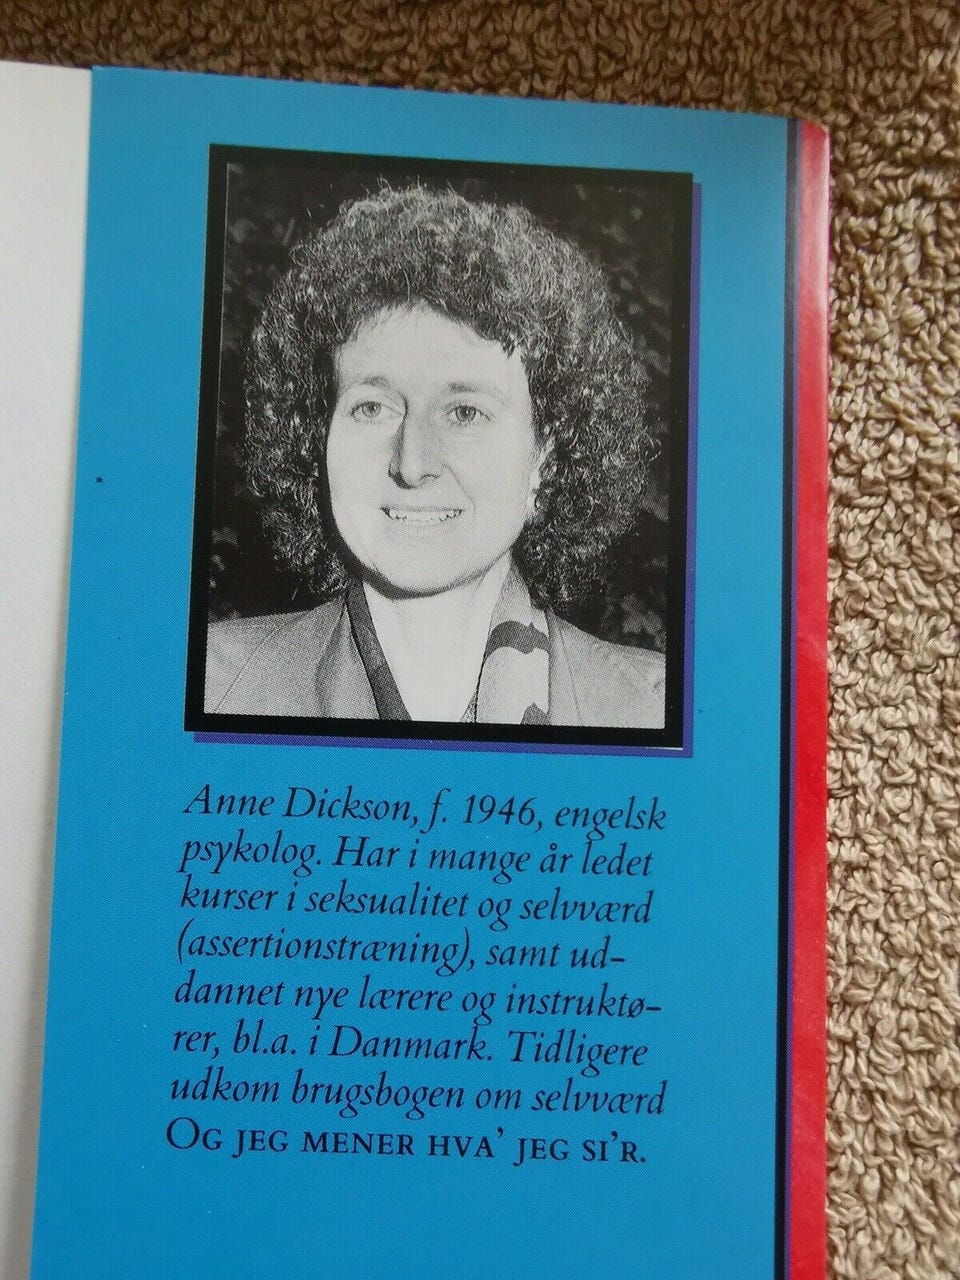 Anne Dickson, f. 1946, engelsk
psykolog. Har i mange år ledet
kurser i seksualitet og selvværd
(assertionstræning), samt ud-
dannet nye lærere og instruktø-
rer, bl.a. i Danmark. Tidligere
udkom brugsbogen om selvværd
OG JEG MENER HVA' JEG SI'R.